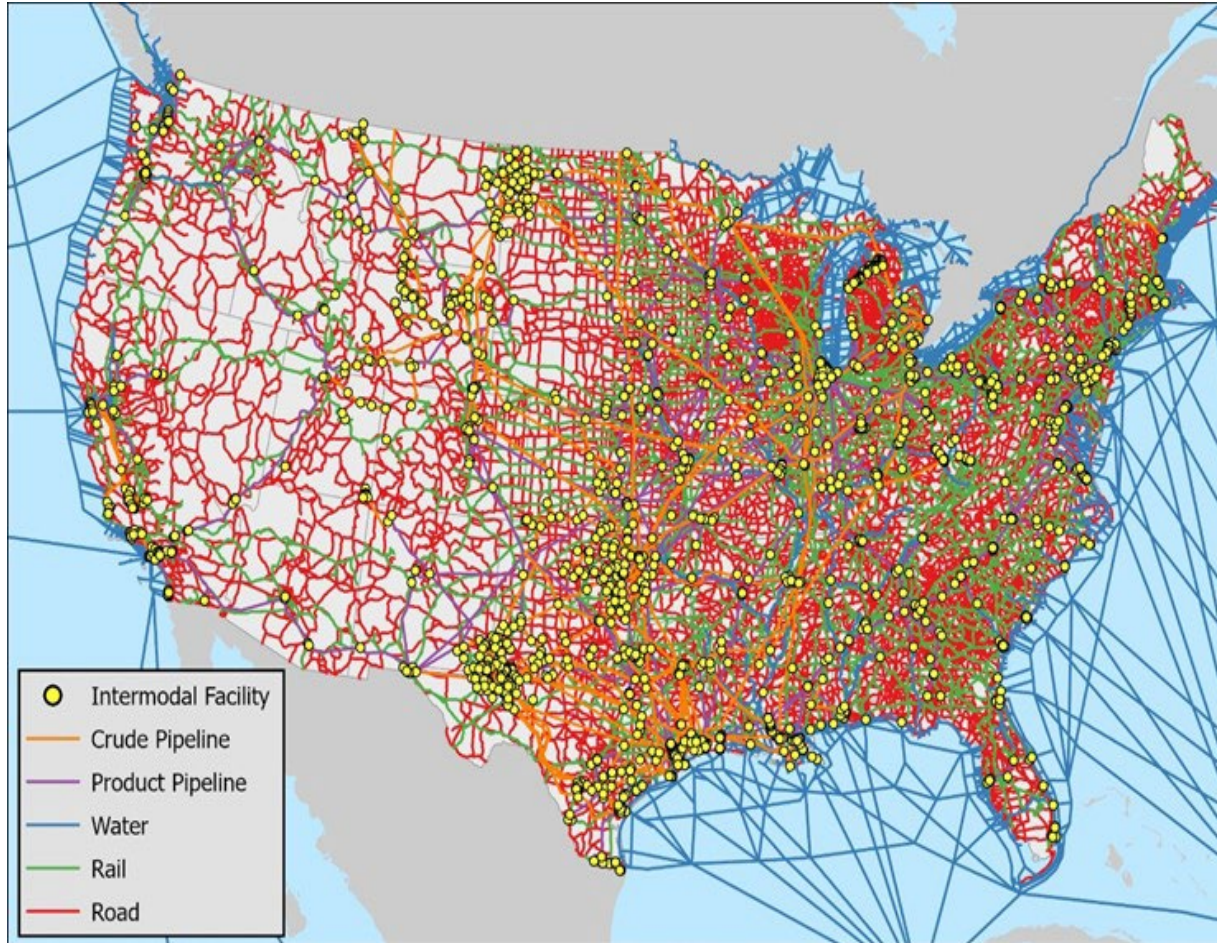 Intermodal Facility
Crude Pipeline
Product Pipeline
Water
Rail
Road